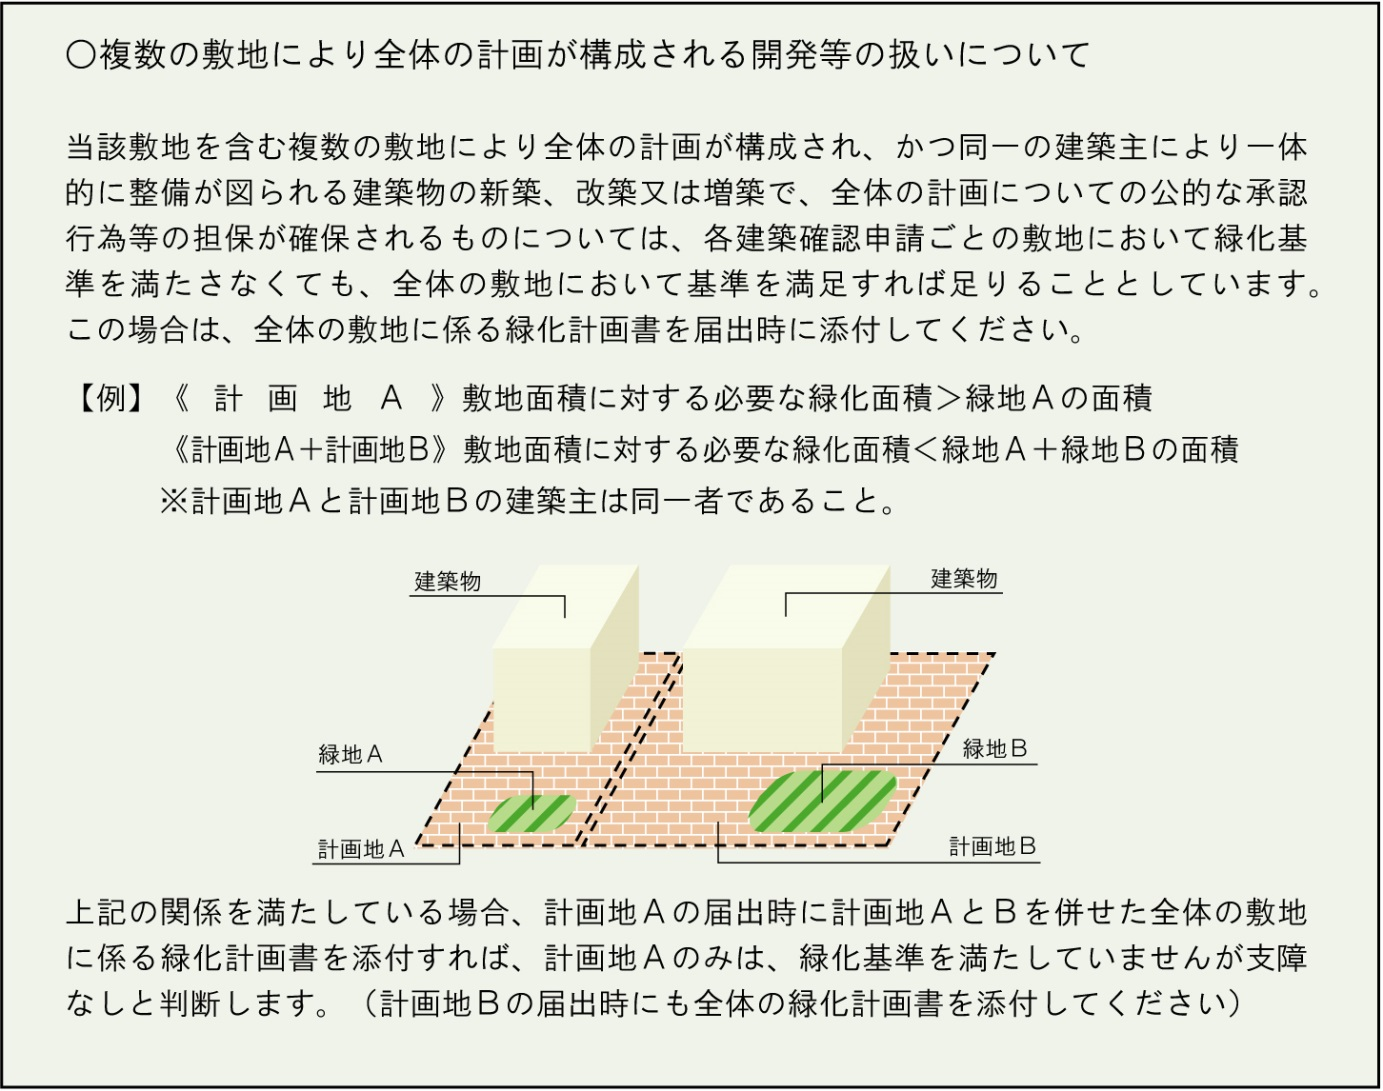 〇複数の敷地により全体の計画が構成される開発等の扱いについて
当該敷地を含む複数の敷地により全体の計画が構成され、かつ同一の建築主により一体
的に整備が図られる建築物の新築、改築又は増築で、全体の計画についての公的な承認
行為等の担保が確保されるものについては、各建築確認申請ごとの敷地において緑化基
準を満たさなくても、全体の敷地において基準を満足すれば足りることとしています。
この場合は、全体の敷地に係る緑化計画書を届出時に添付してください。
【例】《 計 画 地 Ａ 》敷地面積に対する必要な緑化面積＞緑地Ａの面積
《計画地Ａ＋計画地Ｂ》敷地面積に対する必要な緑化面積＜緑地Ａ＋緑地Ｂの面積
※計画地Ａと計画地Ｂの建築主は同一者であること。
建築物
建築物
緑地Ａ
緑地Ｂ
計画地Ａ
計画地Ｂ
上記の関係を満たしている場合、計画地Ａの届出時に計画地ＡとＢを併せた全体の敷地
に係る緑化計画書を添付すれば、計画地Ａのみは、緑化基準を満たしていませんが支障
なしと判断します。（計画地Ｂの届出時にも全体の緑化計画書を添付してください）